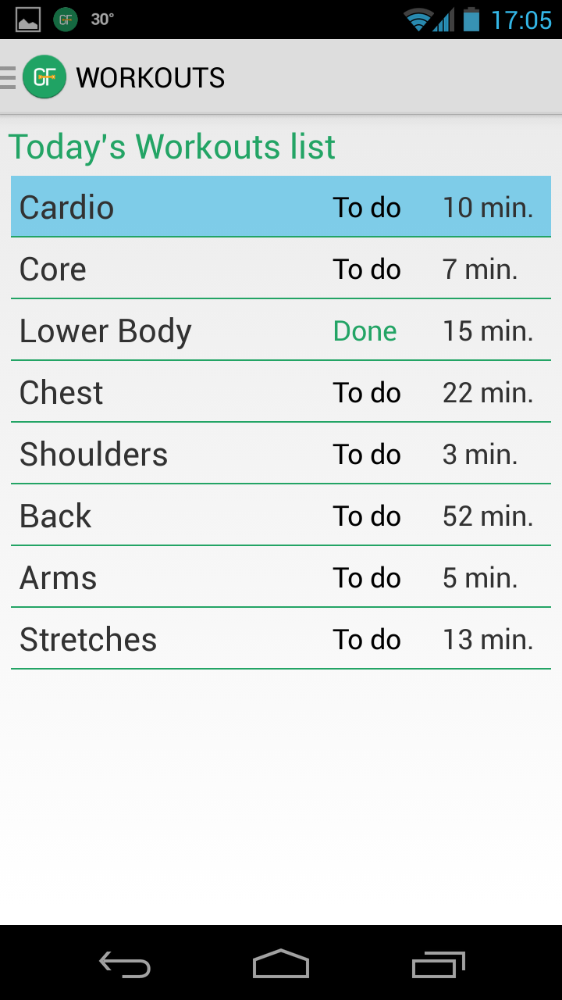 GF 30° 17:05
GF WORKOUTS
Today's Workouts list
Cardio To do 10 min.
Core To do 7 min.
Lower Body Done 15 min.
Chest To do 22 min.
Shoulders To do 3 min.
Back To do 52 min.
Arms To do 5 min.
Stretches To do 13 min.